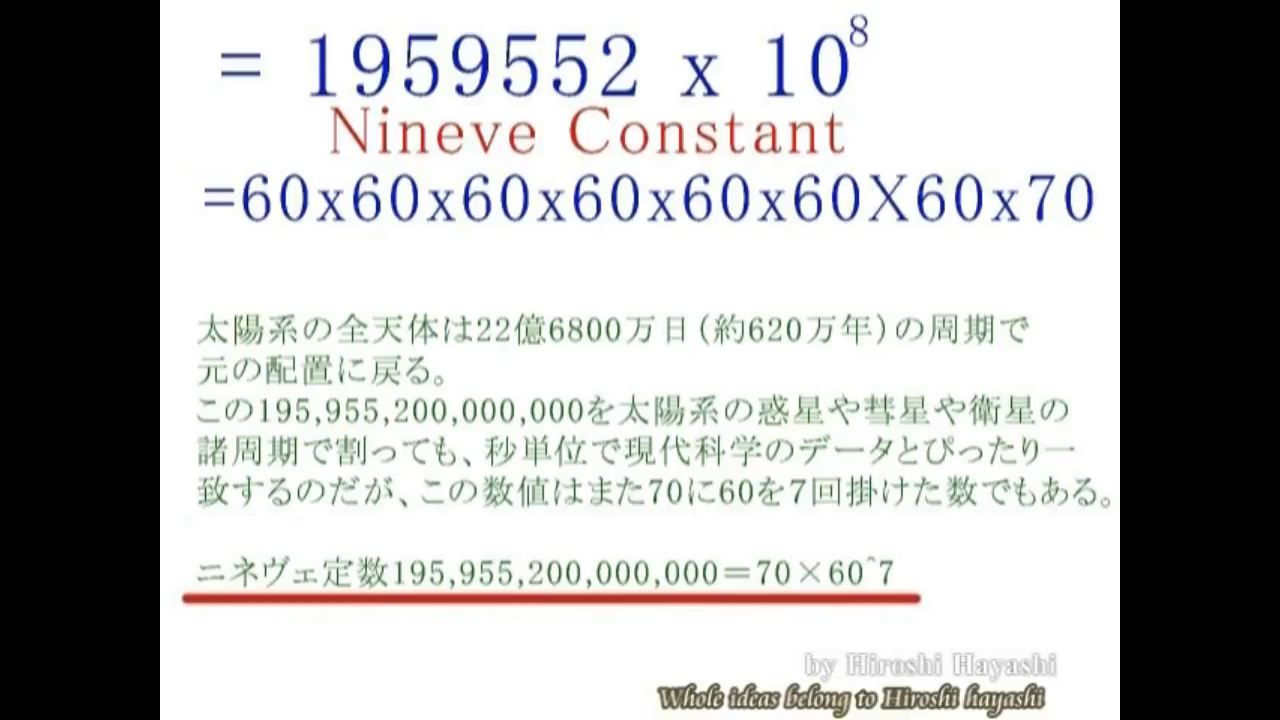 = 1959552 x 10⁸
Nineve Constant
=60x60x60x60x60x60X60x70
太陽系の全天体は22億6800万日(約620万年)の周期で
元の配置に戻る。
この195,955,200,000,000を太陽系の惑星や彗星や衛星の
諸周期で割っても、秒単位で現代科学のデータとぴったり一
致するのだが、この数値はまた70に60を7回掛けた数でもある。
ニネヴェ定数195,955,200,000,000＝70×60^7
by Hiroshi Hayashi
Whole ideas belong to Hiroshi hayashi